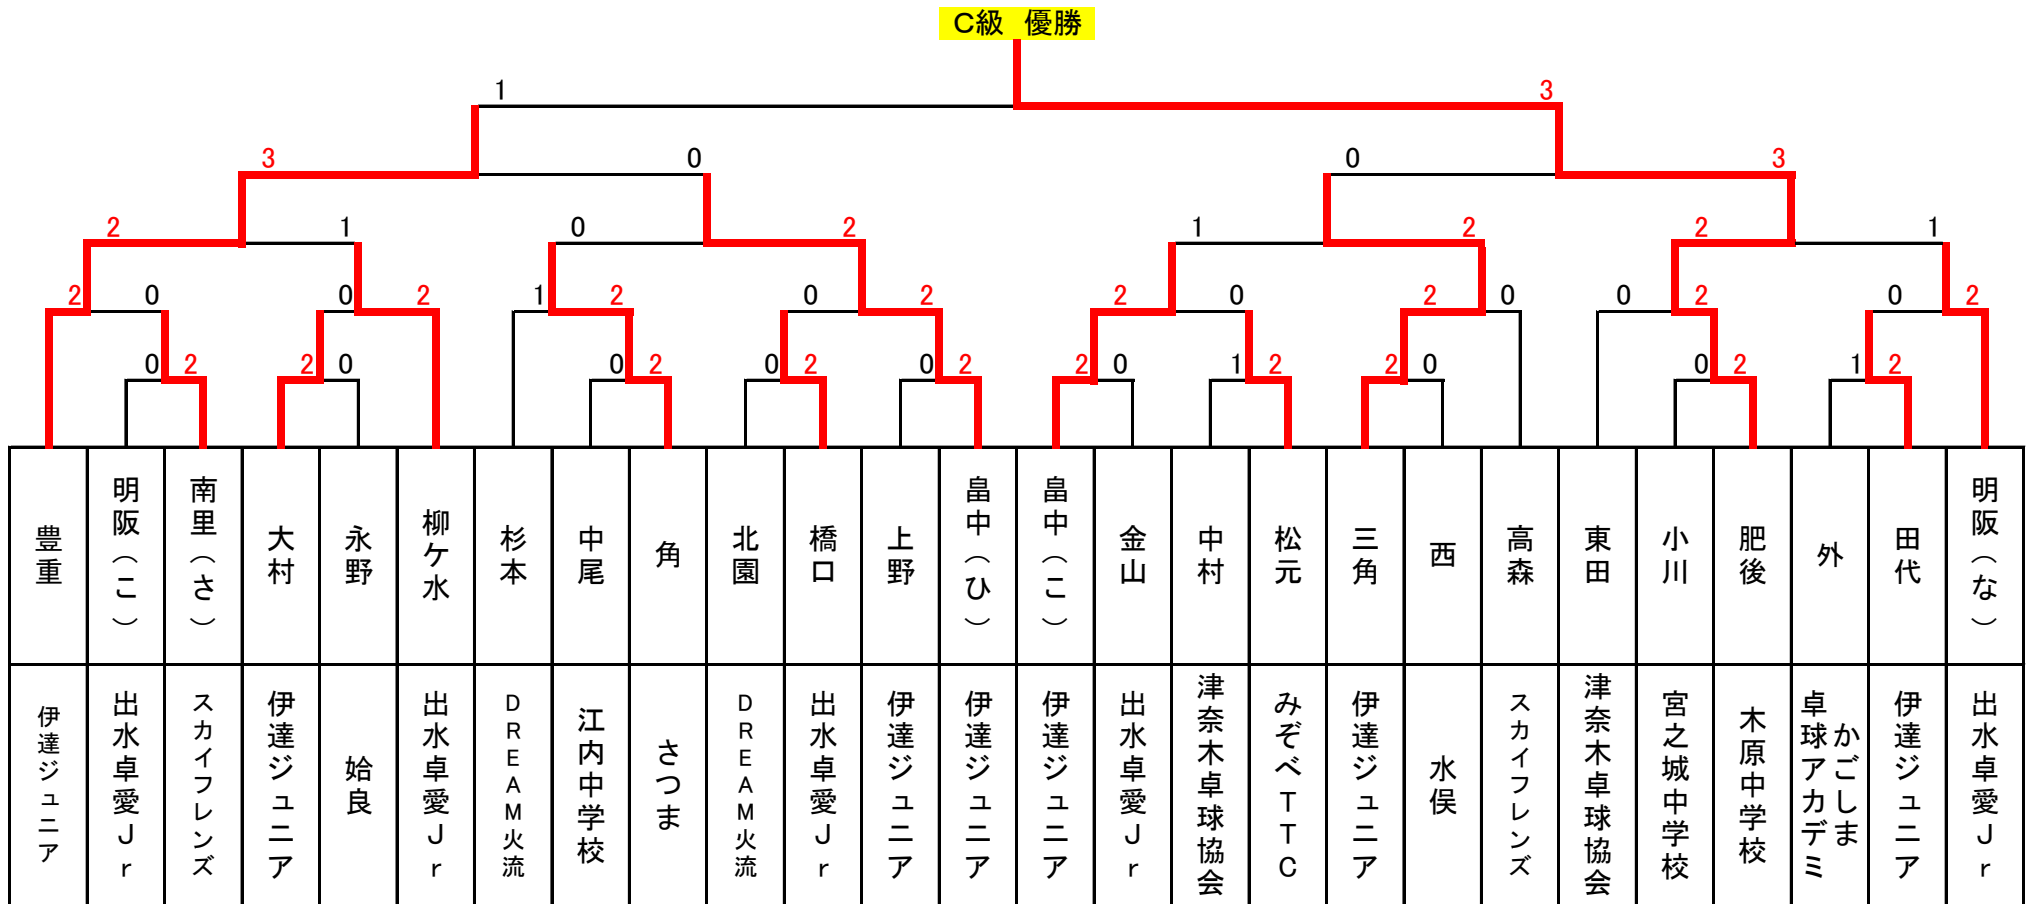 C級 優勝
1 3
3 0 0 3
2 1 0 2 1 2 2 1
2 0 0 2 1 2 0 2 2 0 2 0 0 2 0 2
0 2 2 0 0 2 0 2 0 2 2 0 1 2 2 0 0 2 1 2
豊重
明阪（こ）
南里（さ）
大村
永野
柳ケ水
杉本
中尾
角
北園
橋口
上野
畠中（ひ）
畠中（こ）
金山
中村
松元
三角
西
高森
東田
小川
肥後
外
田代
明阪（な）
伊達ジュニア
出水卓愛Jr
スカイフレンズ
伊達ジュニア
姶良
出水卓愛Jr
DREAM火流
江内中学校
さつま
DREAM火流
出水卓愛Jr
伊達ジュニア
伊達ジュニア
伊達ジュニア
出水卓愛Jr
津奈木卓球協会
みぞベTTC
伊達ジュニア
水俣
スカイフレンズ
津奈木卓球協会
宮之城中学校
木原中学校
かごしま
卓球アカデミ
伊達ジュニア
出水卓愛Jr